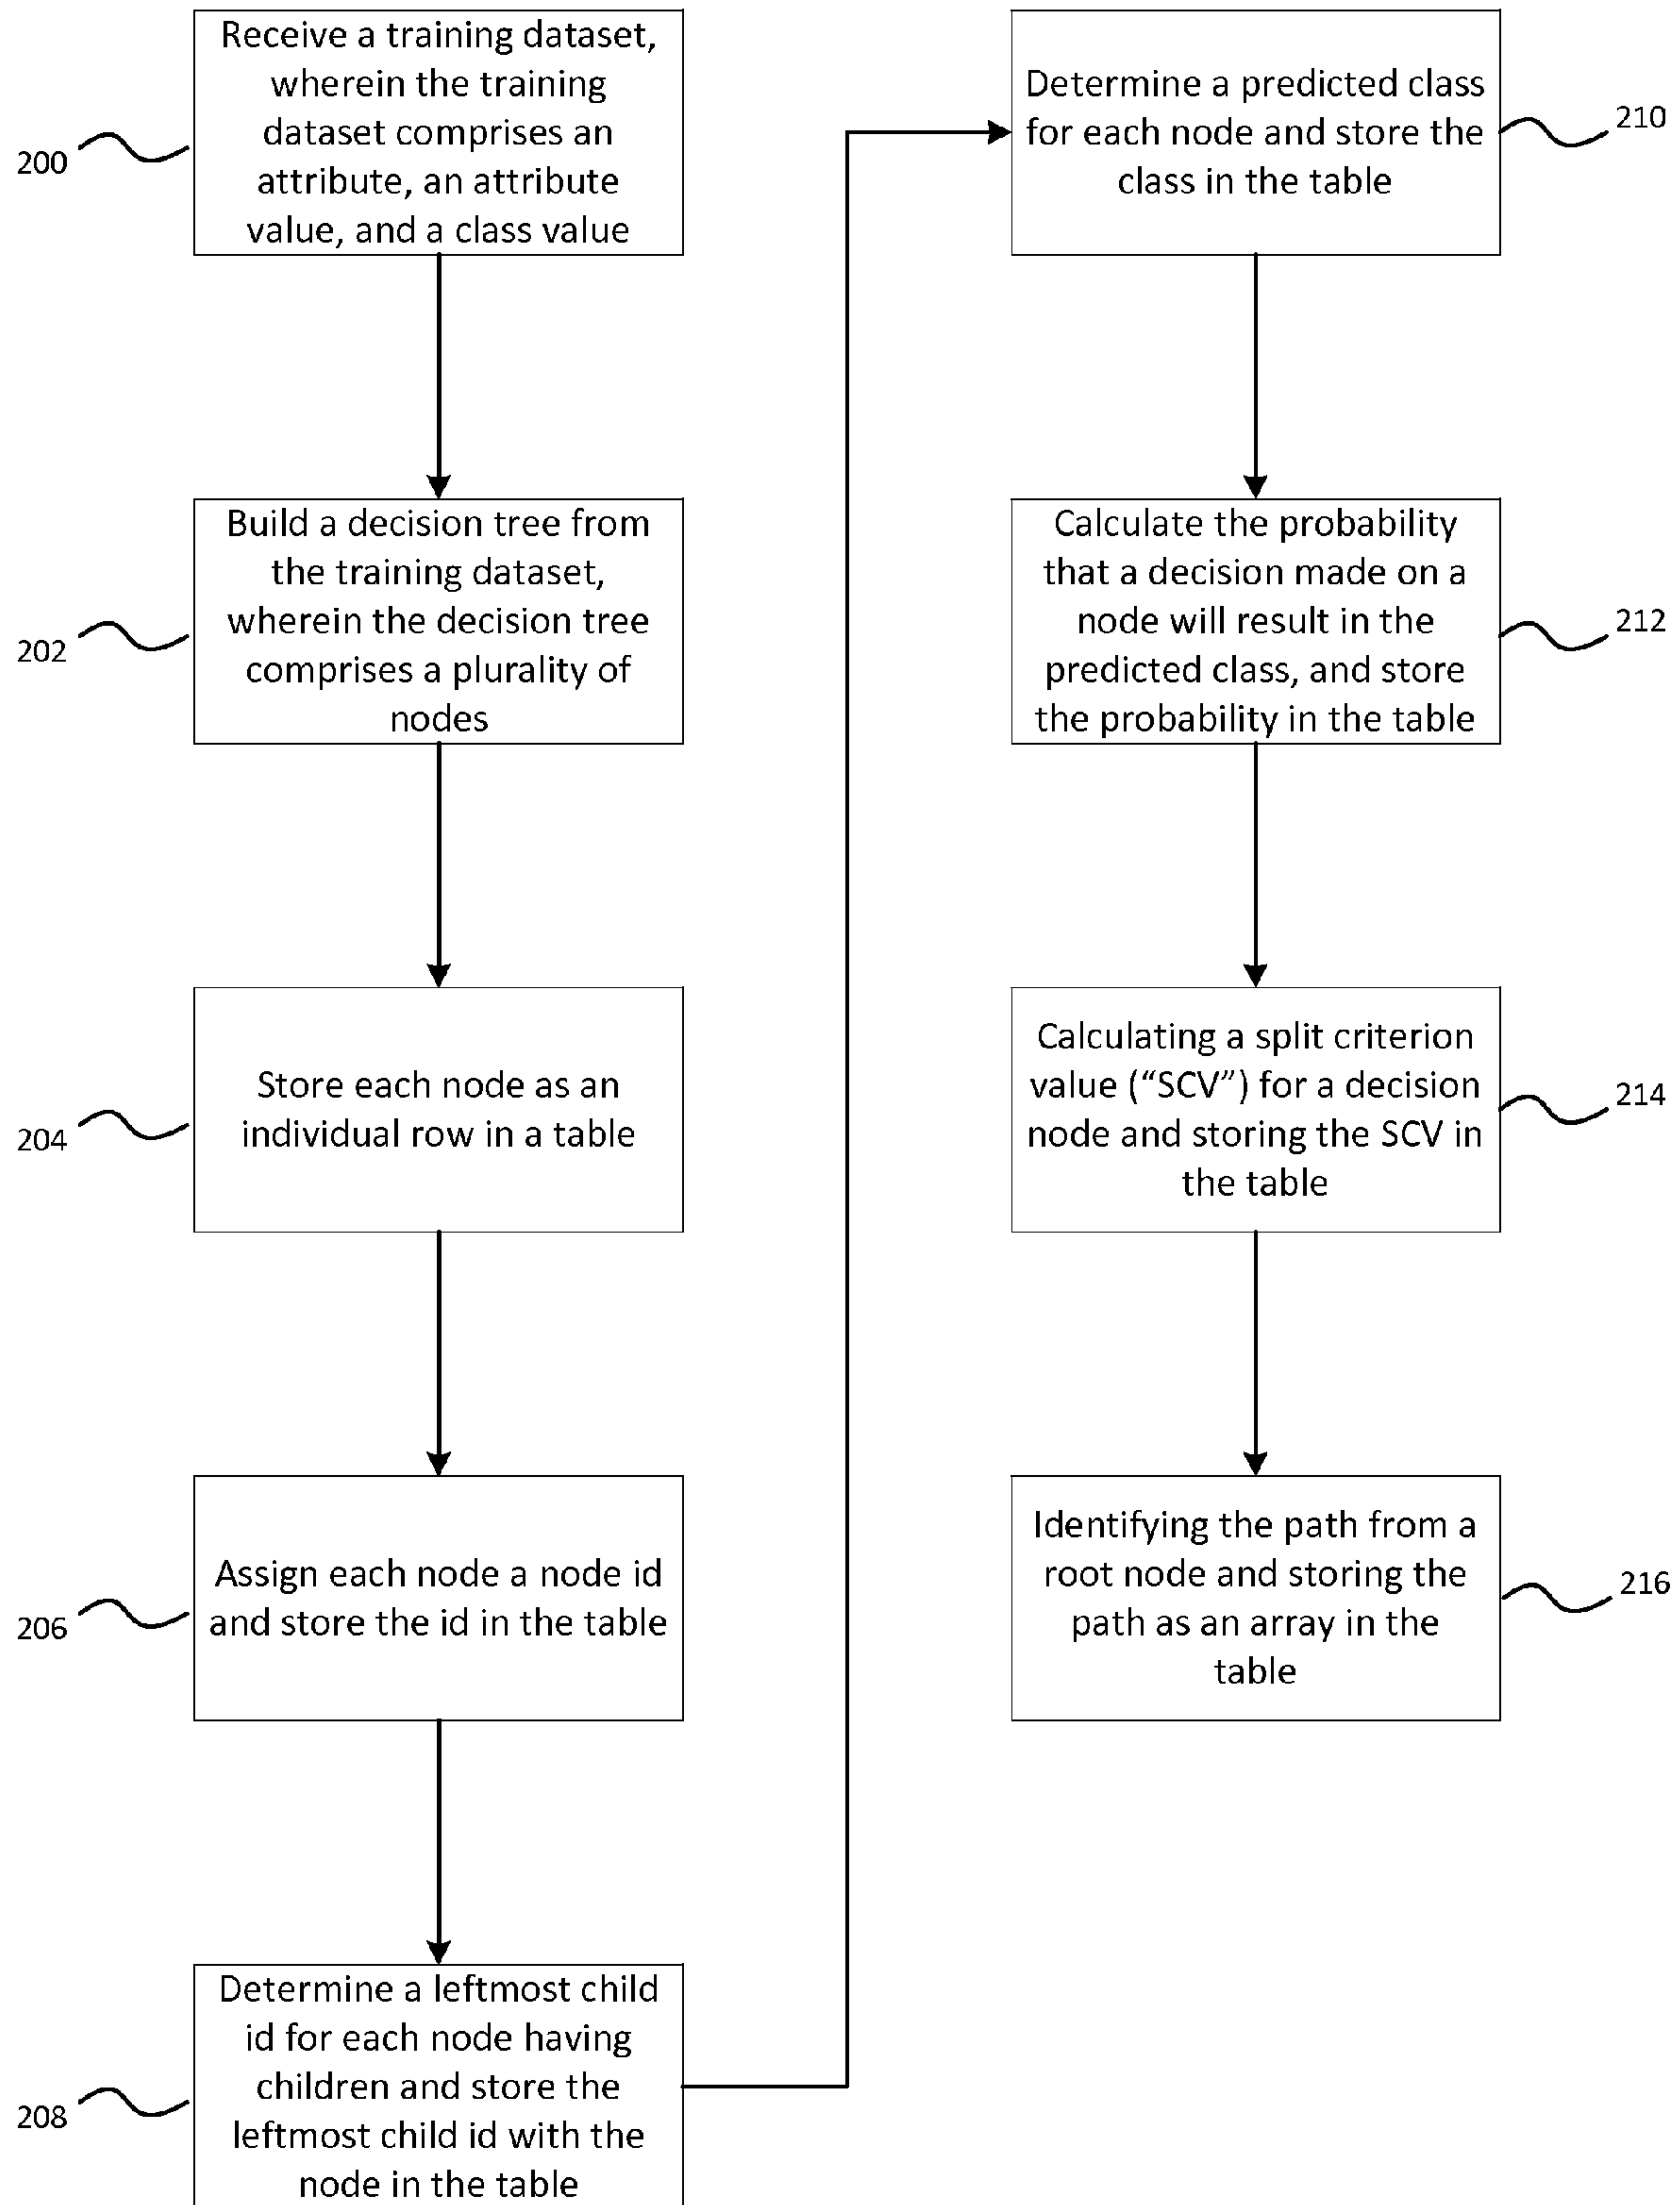 Receive a training dataset,
wherein the training
dataset comprises an
attribute, an attribute
value, and a class value
200
Build a decision tree from
the training dataset,
wherein the decision tree
comprises a plurality of
nodes
202
Store each node as an
individual row in a table
204
Assign each node a node id
and store the id in the table
206
Determine a leftmost child
id for each node having
children and store the
leftmost child id with the
node in the table
208
Determine a predicted class
for each node and store the
class in the table
210
Calculate the probability
that a decision made on a
node will result in the
predicted class, and store
the probability in the table
212
Calculating a split criterion
value (“SCV”) for a decision
node and storing the SCV in
the table
214
Identifying the path from a
root node and storing the
path as an array in the
table
216